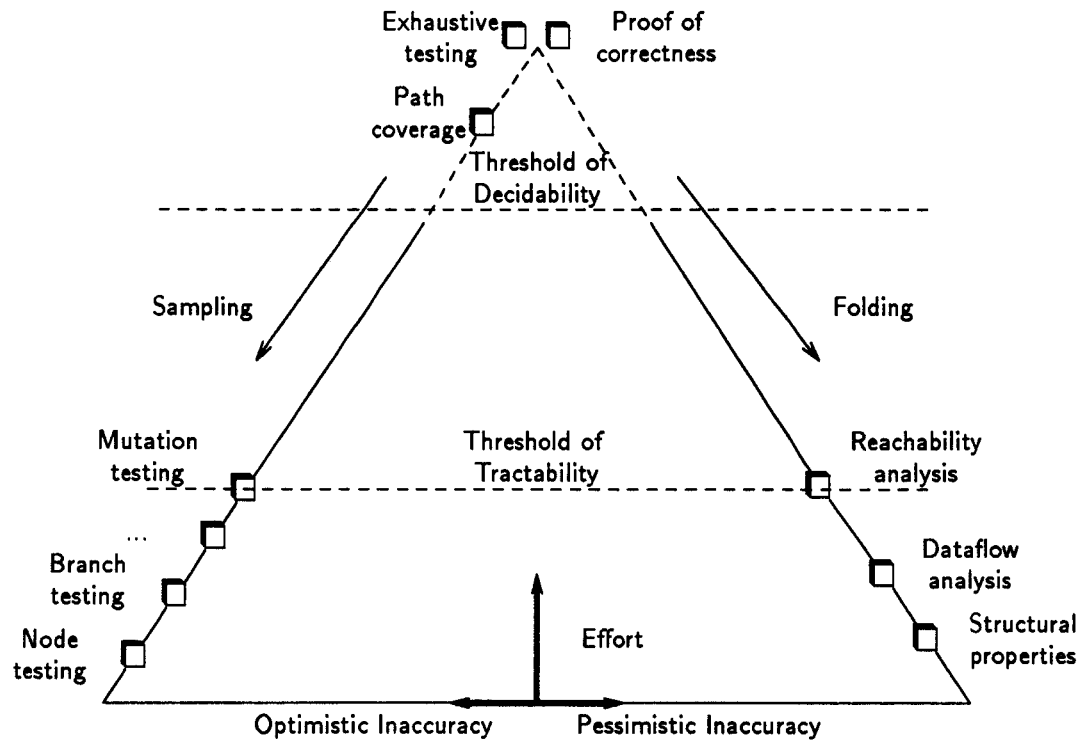 Exhaustive
testing
Proof of
correctness
Path
coverage
Threshold of
Decidability
Sampling
Folding
Mutation
testing
Threshold of
Tractability
Reachability
analysis
...
Branch
testing
Dataflow
analysis
Node
testing
Effort
Structural
properties
Optimistic Inaccuracy
Pessimistic Inaccuracy